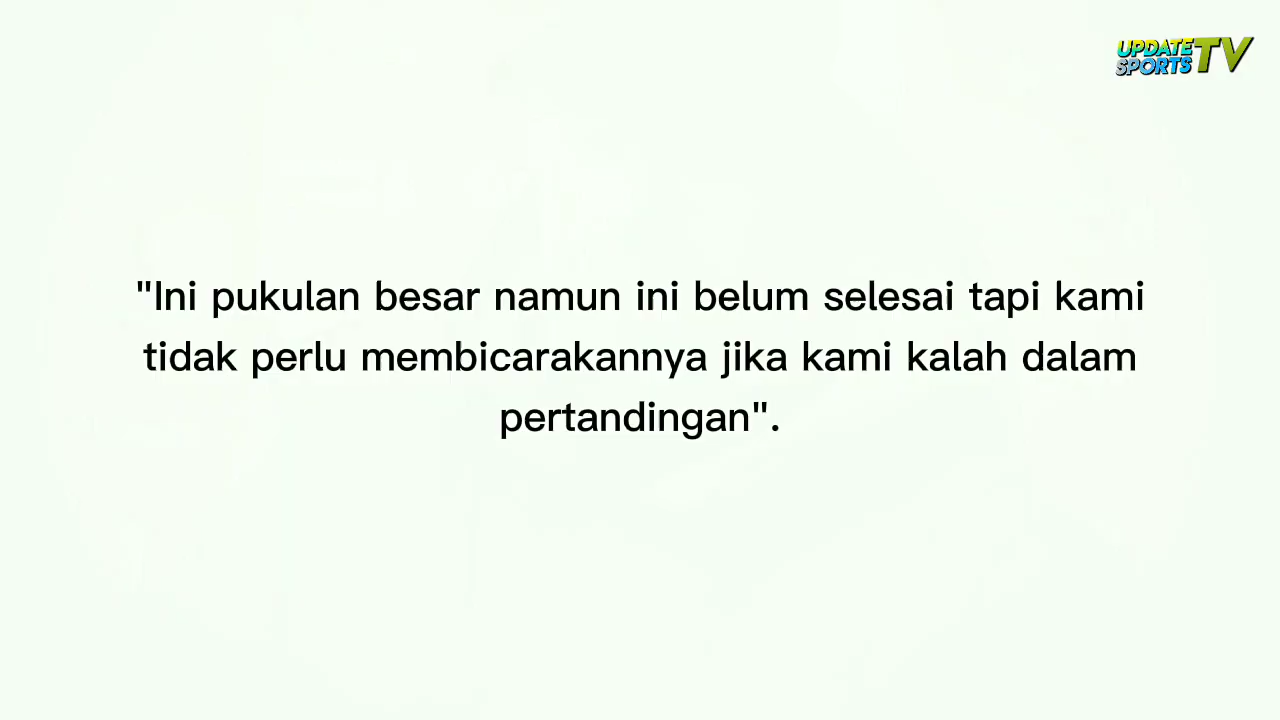 UPDATE
SPORTS TV
"Ini pukulan besar namun ini belum selesai tapi kami
tidak perlu membicarakannya jika kami kalah dalam
pertandingan".